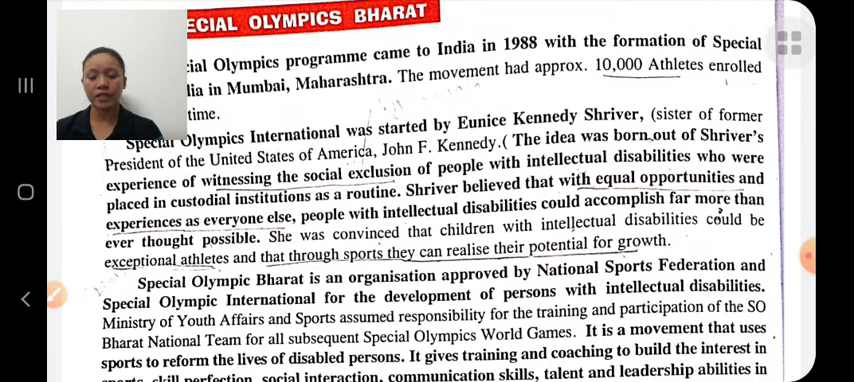 ECIAL OLYMPICS BHARAT
ial Olympics programme came to India in 1988 with the formation of Special
lia in Mumbai, Maharashtra. The movement had approx. 10,000 Athletes enrolled
time.
Special Olympics International was started by Eunice Kennedy Shriver, (sister of former
President of the United States of America, John F. Kennedy.( The idea was born out of Shriver's
experience of witnessing the social exclusion of people with intellectual disabilities who were
placed in custodial institutions as a routine. Shriver believed that with equal opportunities and
experiences as everyone else, people with intellectual disabilities could accomplish far more than
ever thought possible. She was convinced that children with intellectual disabilities could be
exceptional athletes and that through sports they can realise their potential for growth.
Special Olympic Bharat is an organisation approved by National Sports Federation and
Special Olympic International for the development of persons with intellectual disabilities.
Ministry of Youth Affairs and Sports assumed responsibility for the training and participation of the SO
Bharat National Team for all subsequent Special Olympics World Games. It is a movement that uses
sports to reform the lives of disabled persons. It gives training and coaching to build the interest in
sports, skill perfection, social interaction, communication skills, talent and leadership abilities in